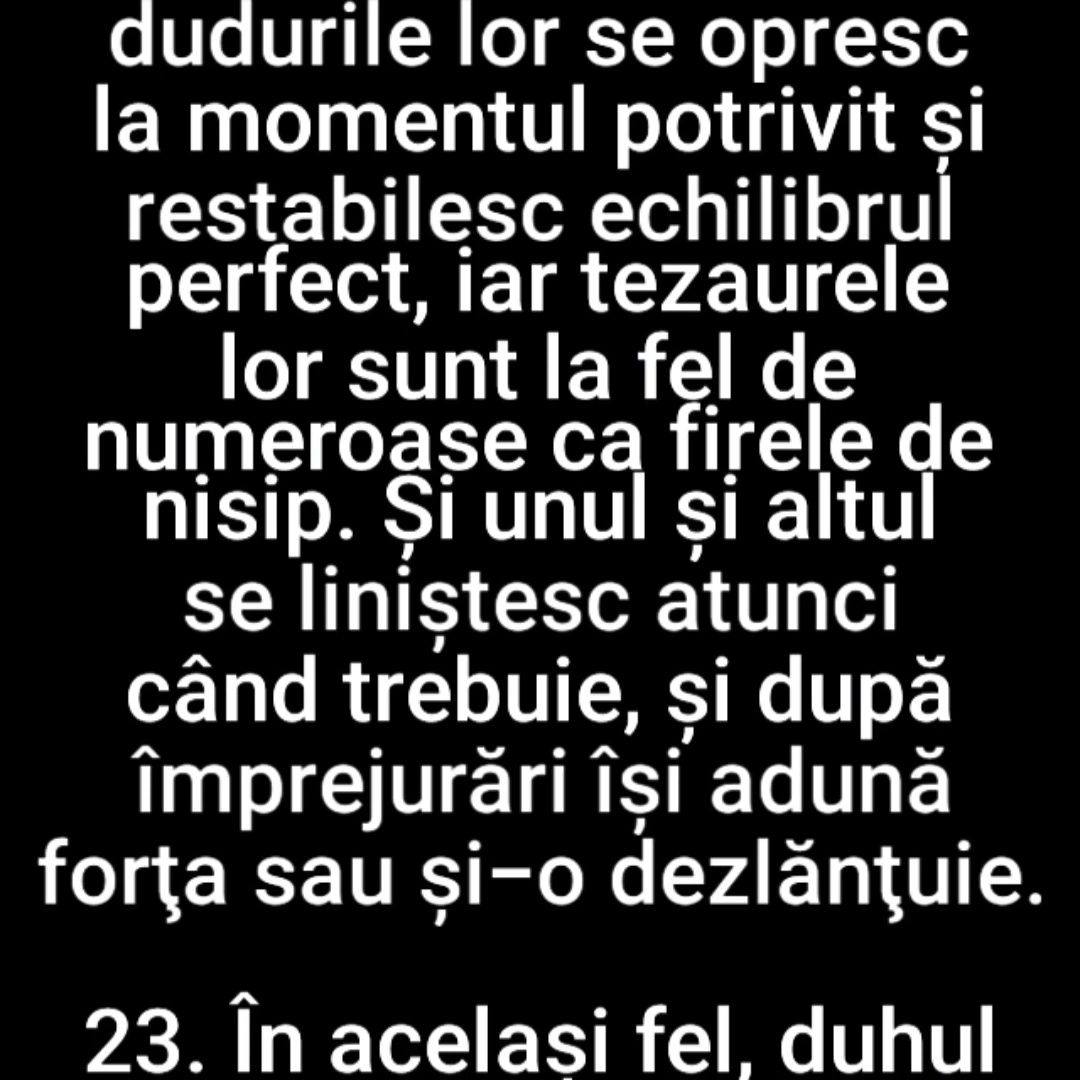 dudurile lor se opresc
la momentul potrivit și
restabilesc echilibrul
perfect, iar tezaurele
lor sunt la fel de
numeroase ca firele de
nisip. Și unul și altul
se liniștesc atunci
când trebuie, și după
împrejurări își adună
forţa sau și–o dezlănţuie.
23. În același fel, duhul